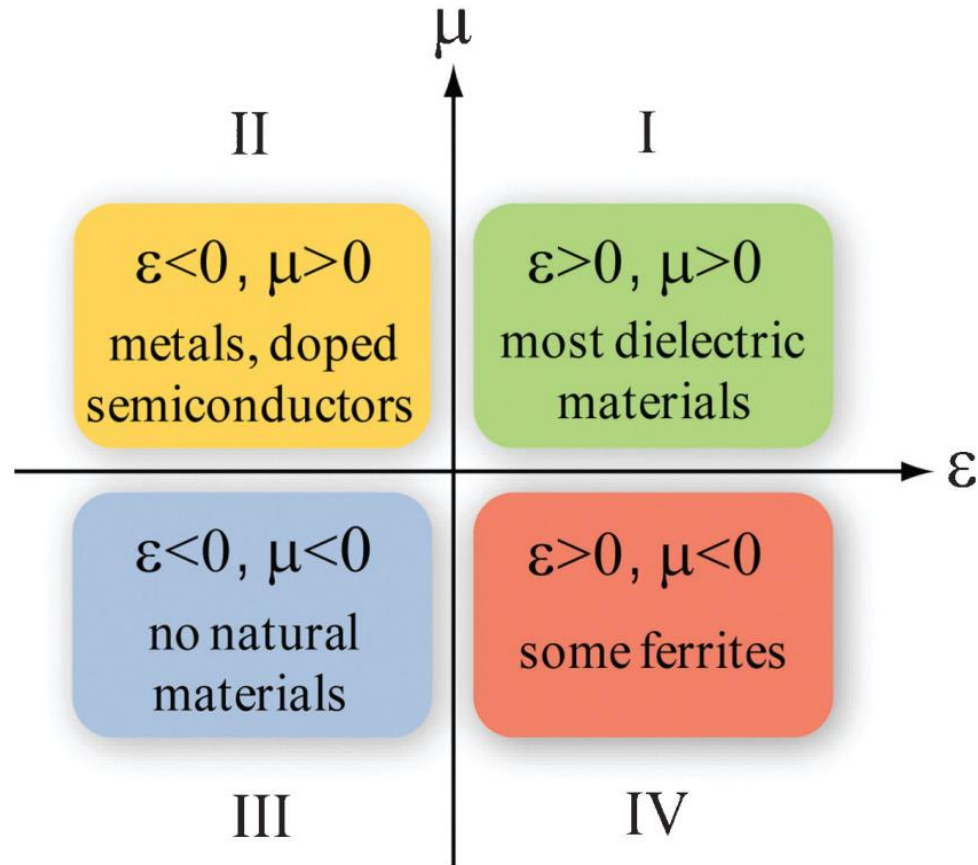 μ
II
I
ε<0, μ>0
metals, doped
semiconductors
ε>0, μ>0
most dielectric
materials
ε
ε<0, μ<0
no natural
materials
ε>0, μ<0
some ferrites
III
IV